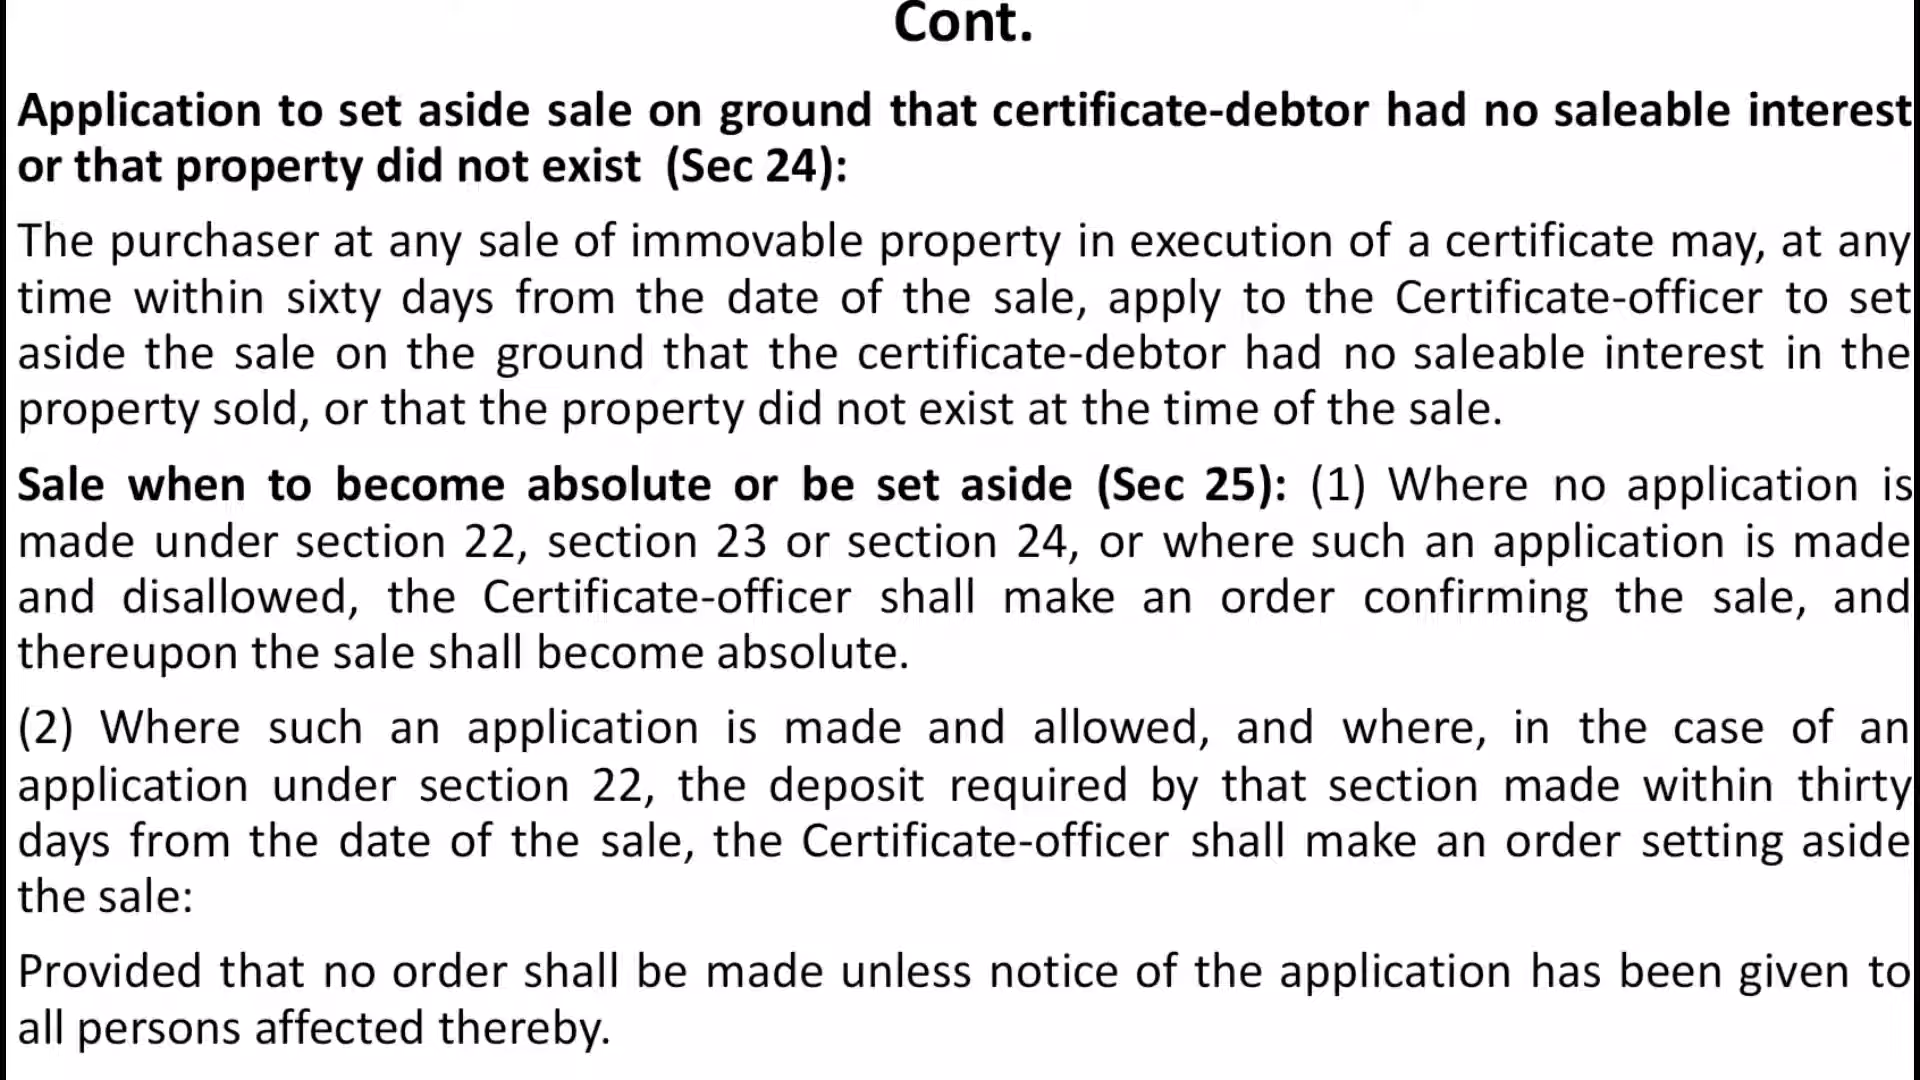 Cont.
Application to set aside sale on ground that certificate-debtor had no saleable interest
or that property did not exist (Sec 24):
The purchaser at any sale of immovable property in execution of a certificate may, at any
time within sixty days from the date of the sale, apply to the Certificate-officer to set
aside the sale on the ground that the certificate-debtor had no saleable interest in the
property sold, or that the property did not exist at the time of the sale.
Sale when to become absolute or be set aside (Sec 25): (1) Where no application is
made under section 22, section 23 or section 24, or where such an application is made
and disallowed, the Certificate-officer shall make an order confirming the sale, and
thereupon the sale shall become absolute.
(2) Where such an application is made and allowed, and where, in the case of an
application under section 22, the deposit required by that section made within thirty
days from the date of the sale, the Certificate-officer shall make an order setting aside
the sale:
Provided that no order shall be made unless notice of the application has been given to
all persons affected thereby.